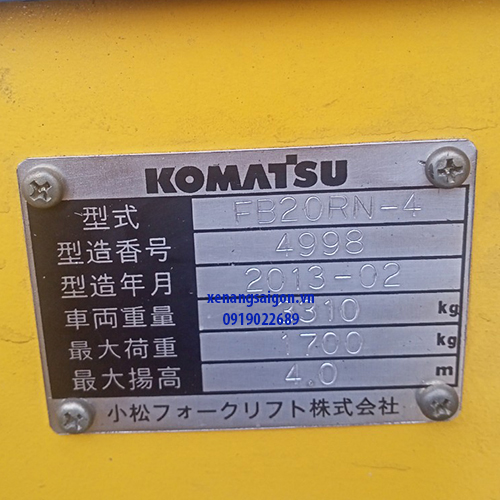 KOMATSU
型式 FB20RN-4
型造番号 4998
型造年月 2013-02
xenangsaigon.vn
車両重量 3310 kg
0919022689
最大荷重 1700 kg
最大揚高 4.0 m
小松フォークリフト株式会社